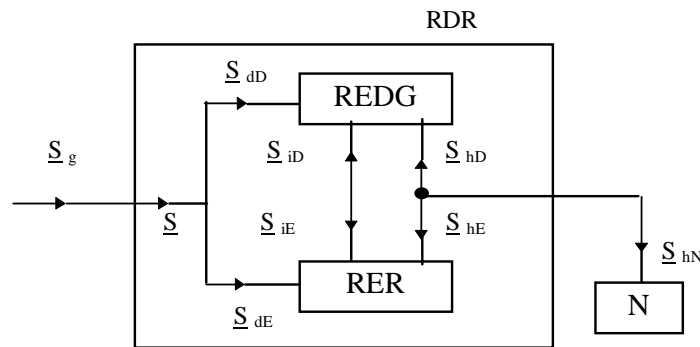 RDR
S dD
REDG
S g
S iD
S hD
S
S iE
S hE
S hN
RER
N
S dE